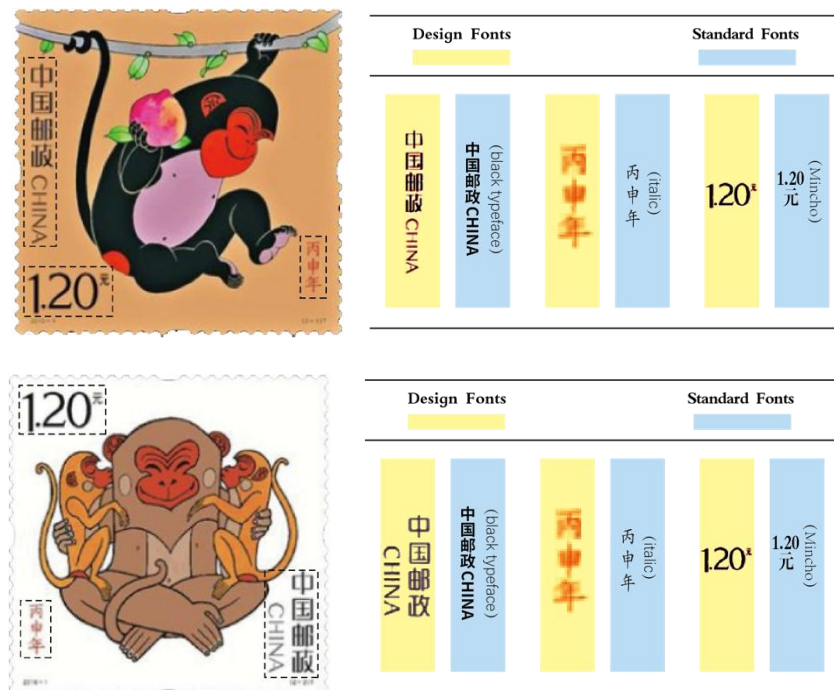 中国邮政 CHINA
1.20元
丙申年
Design Fonts
Standard Fonts
中国邮政 CHINA
中国邮政 CHINA
(black typeface)
丙申年
丙申年
(italic)
1.20元
1.20
元
(Mincho)
1.20元
丙申年
中国邮政
CHINA
Design Fonts
Standard Fonts
中国邮政
CHINA
中国邮政 CHINA
(black typeface)
丙申年
丙申年
(italic)
1.20元
1.20
元
(Mincho)